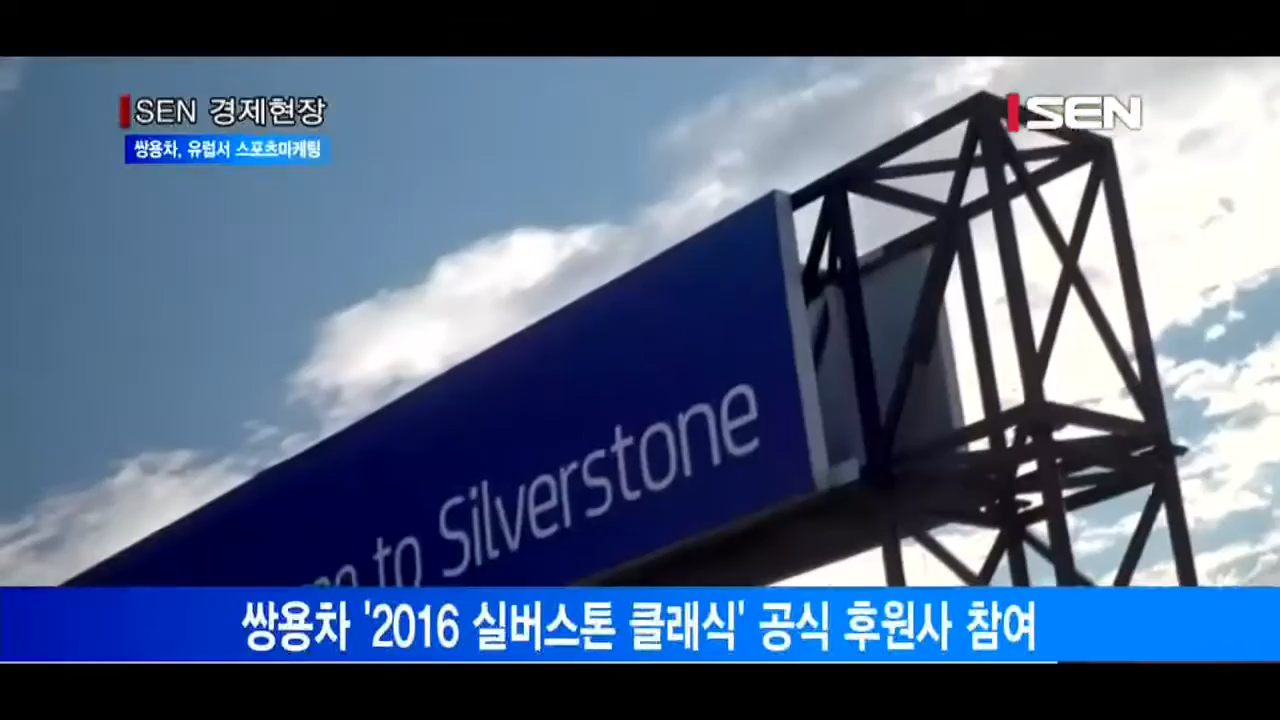 SEN 경제현장
SEN
쌍용차, 유럽서 스포츠마케팅
to Silverstone
쌍용차 '2016 실버스톤 클래식' 공식 후원사 참여